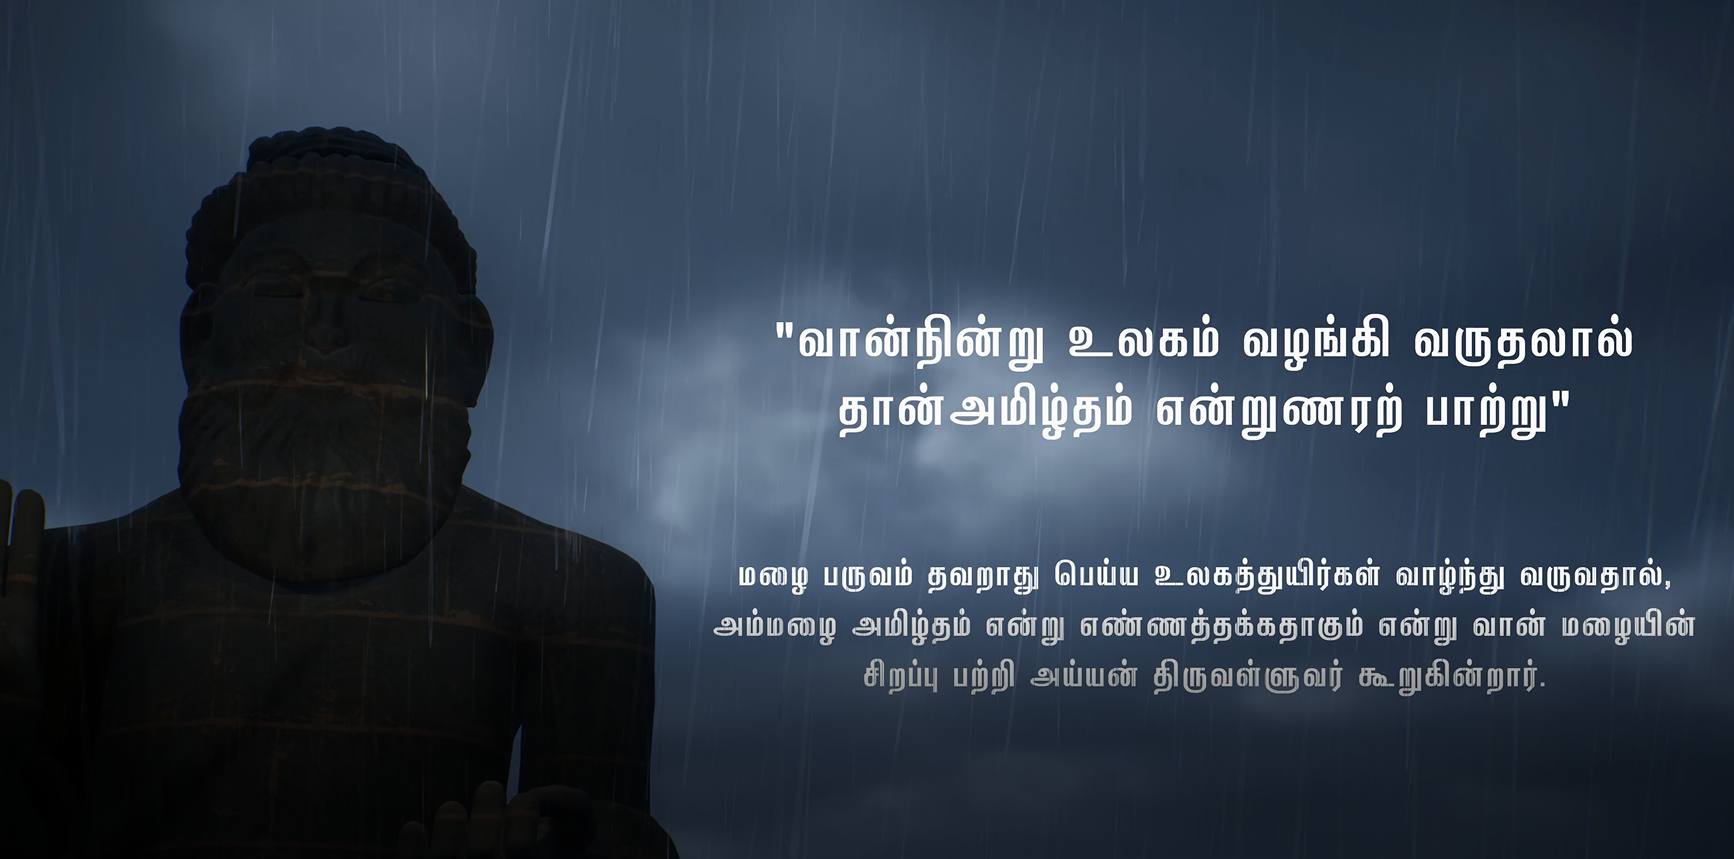 "வான்நின்று உலகம் வழங்கி வருதலால்
தான்அமிழ்தம் என்றுணரற் பாற்று"
மழை பருவம் தவறாது பெய்ய உலகத்துயிர்கள் வாழ்ந்து வருவதால்,
அம்மழை அமிழ்தம் என்று எண்ணத்தக்கதாகும் என்று வான் மழையின்
சிறப்பு பற்றி அய்யன் திருவள்ளுவர் கூறுகின்றார்.